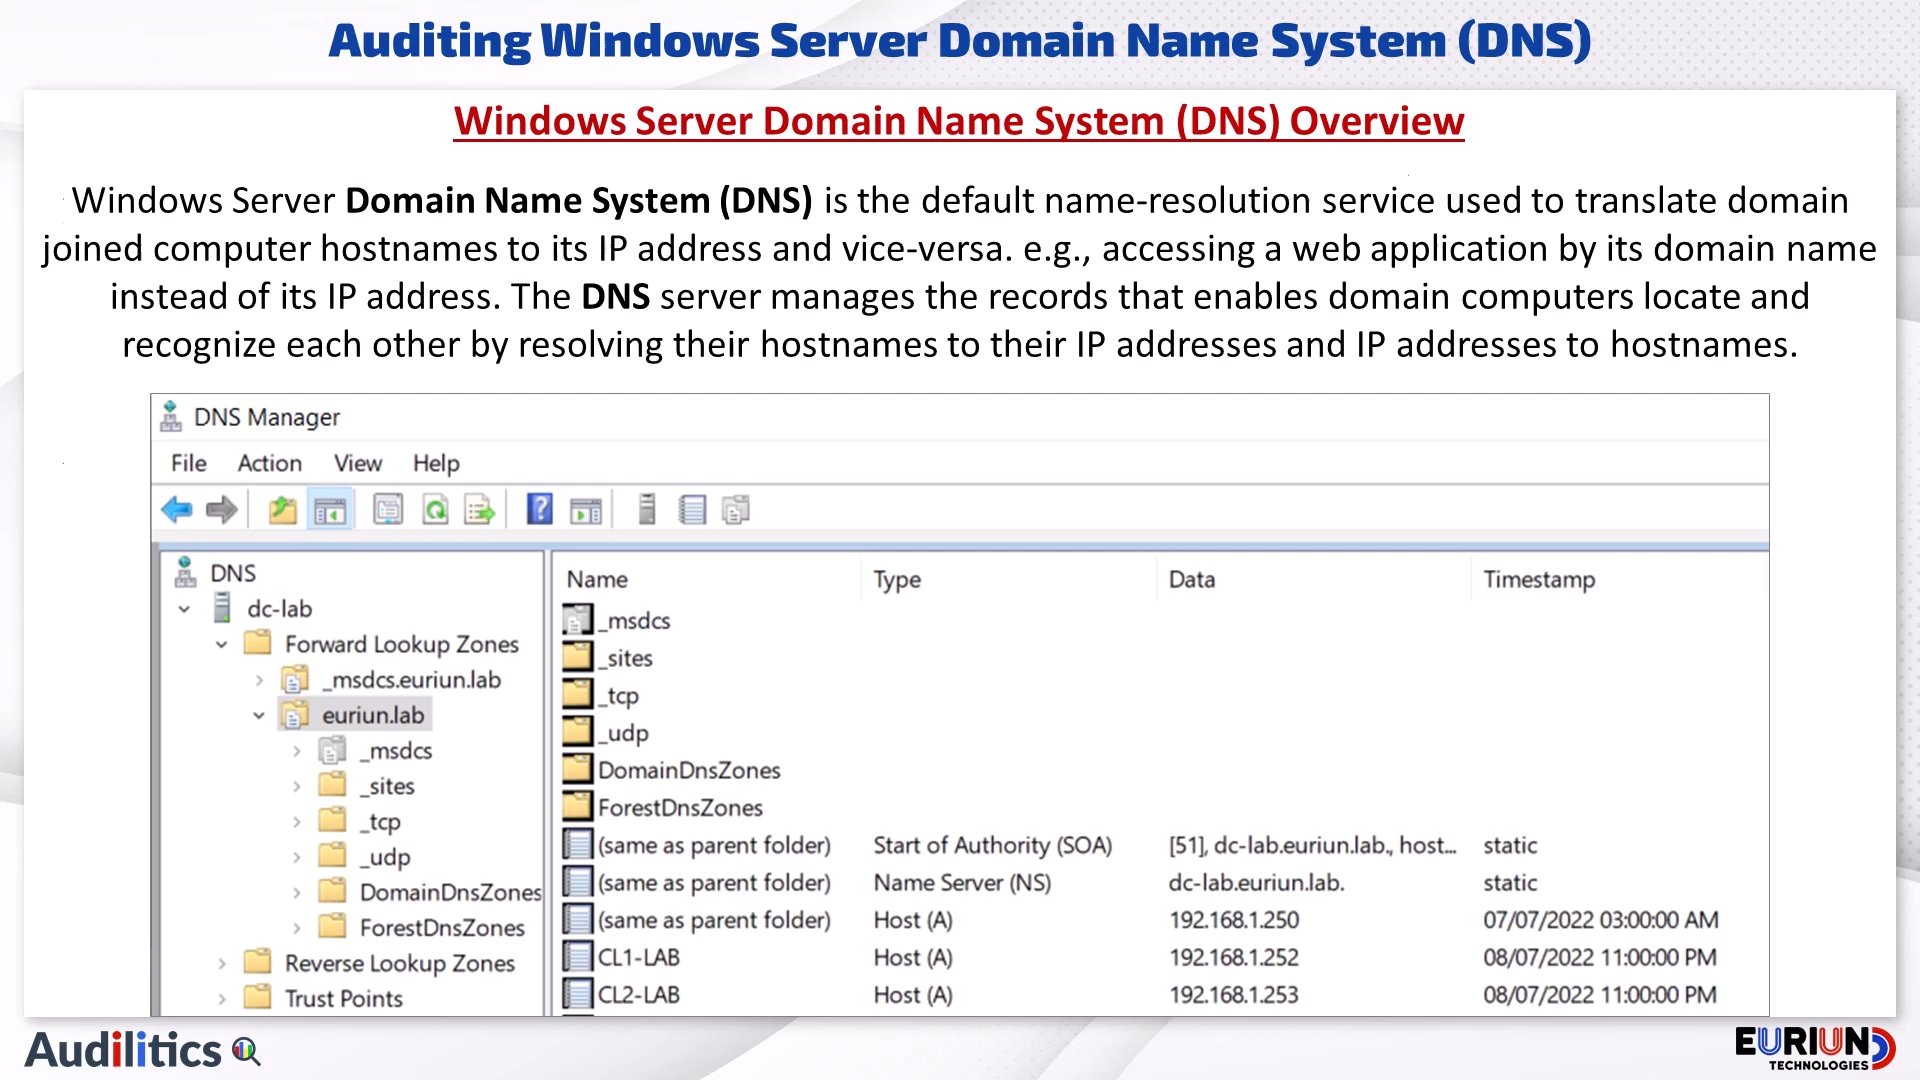 Auditing Windows Server Domain Name System (DNS)
Windows Server Domain Name System (DNS) Overview
Windows Server Domain Name System (DNS) is the default name-resolution service used to translate domain
joined computer hostnames to its IP address and vice-versa. e.g., accessing a web application by its domain name
instead of its IP address. The DNS server manages the records that enables domain computers locate and
recognize each other by resolving their hostnames to their IP addresses and IP addresses to hostnames.
DNS Manager
File Action View Help
DNS
dc-lab
Forward Lookup Zones
_msdcs.euriun.lab
euriun.lab
_msdcs
_sites
_tcp
_udp
DomainDnsZones
ForestDnsZones
Reverse Lookup Zones
Trust Points
Name Type Data Timestamp
_msdcs
_sites
_tcp
_udp
DomainDnsZones
ForestDnsZones
(same as parent folder) Start of Authority (SOA) [51], dc-lab.euriun.lab., host... static
(same as parent folder) Name Server (NS) dc-lab.euriun.lab. static
(same as parent folder) Host (A) 192.168.1.250 07/07/2022 03:00:00 AM
CL1-LAB Host (A) 192.168.1.252 08/07/2022 11:00:00 PM
CL2-LAB Host (A) 192.168.1.253 08/07/2022 11:00:00 PM
Audilitics
EURIUN
TECHNOLOGIES